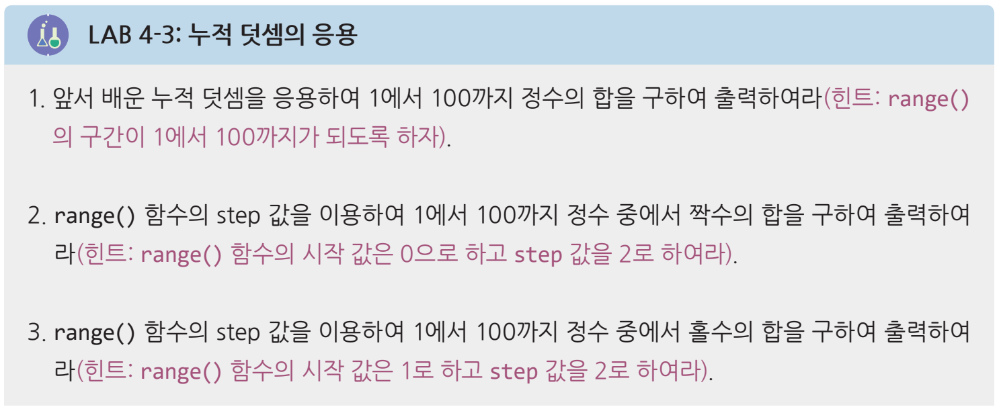 LAB 4-3: 누적 덧셈의 응용
1. 앞서 배운 누적 덧셈을 응용하여 1에서 100까지 정수의 합을 구하여 출력하여라(힌트: range()
의 구간이 1에서 100까지가 되도록 하자).
2. range() 함수의 step 값을 이용하여 1에서 100까지 정수 중에서 짝수의 합을 구하여 출력하여
라(힌트: range() 함수의 시작 값은 0으로 하고 step 값을 2로 하여라).
3. range() 함수의 step 값을 이용하여 1에서 100까지 정수 중에서 홀수의 합을 구하여 출력하여
라(힌트: range() 함수의 시작 값은 1로 하고 step 값을 2로 하여라).